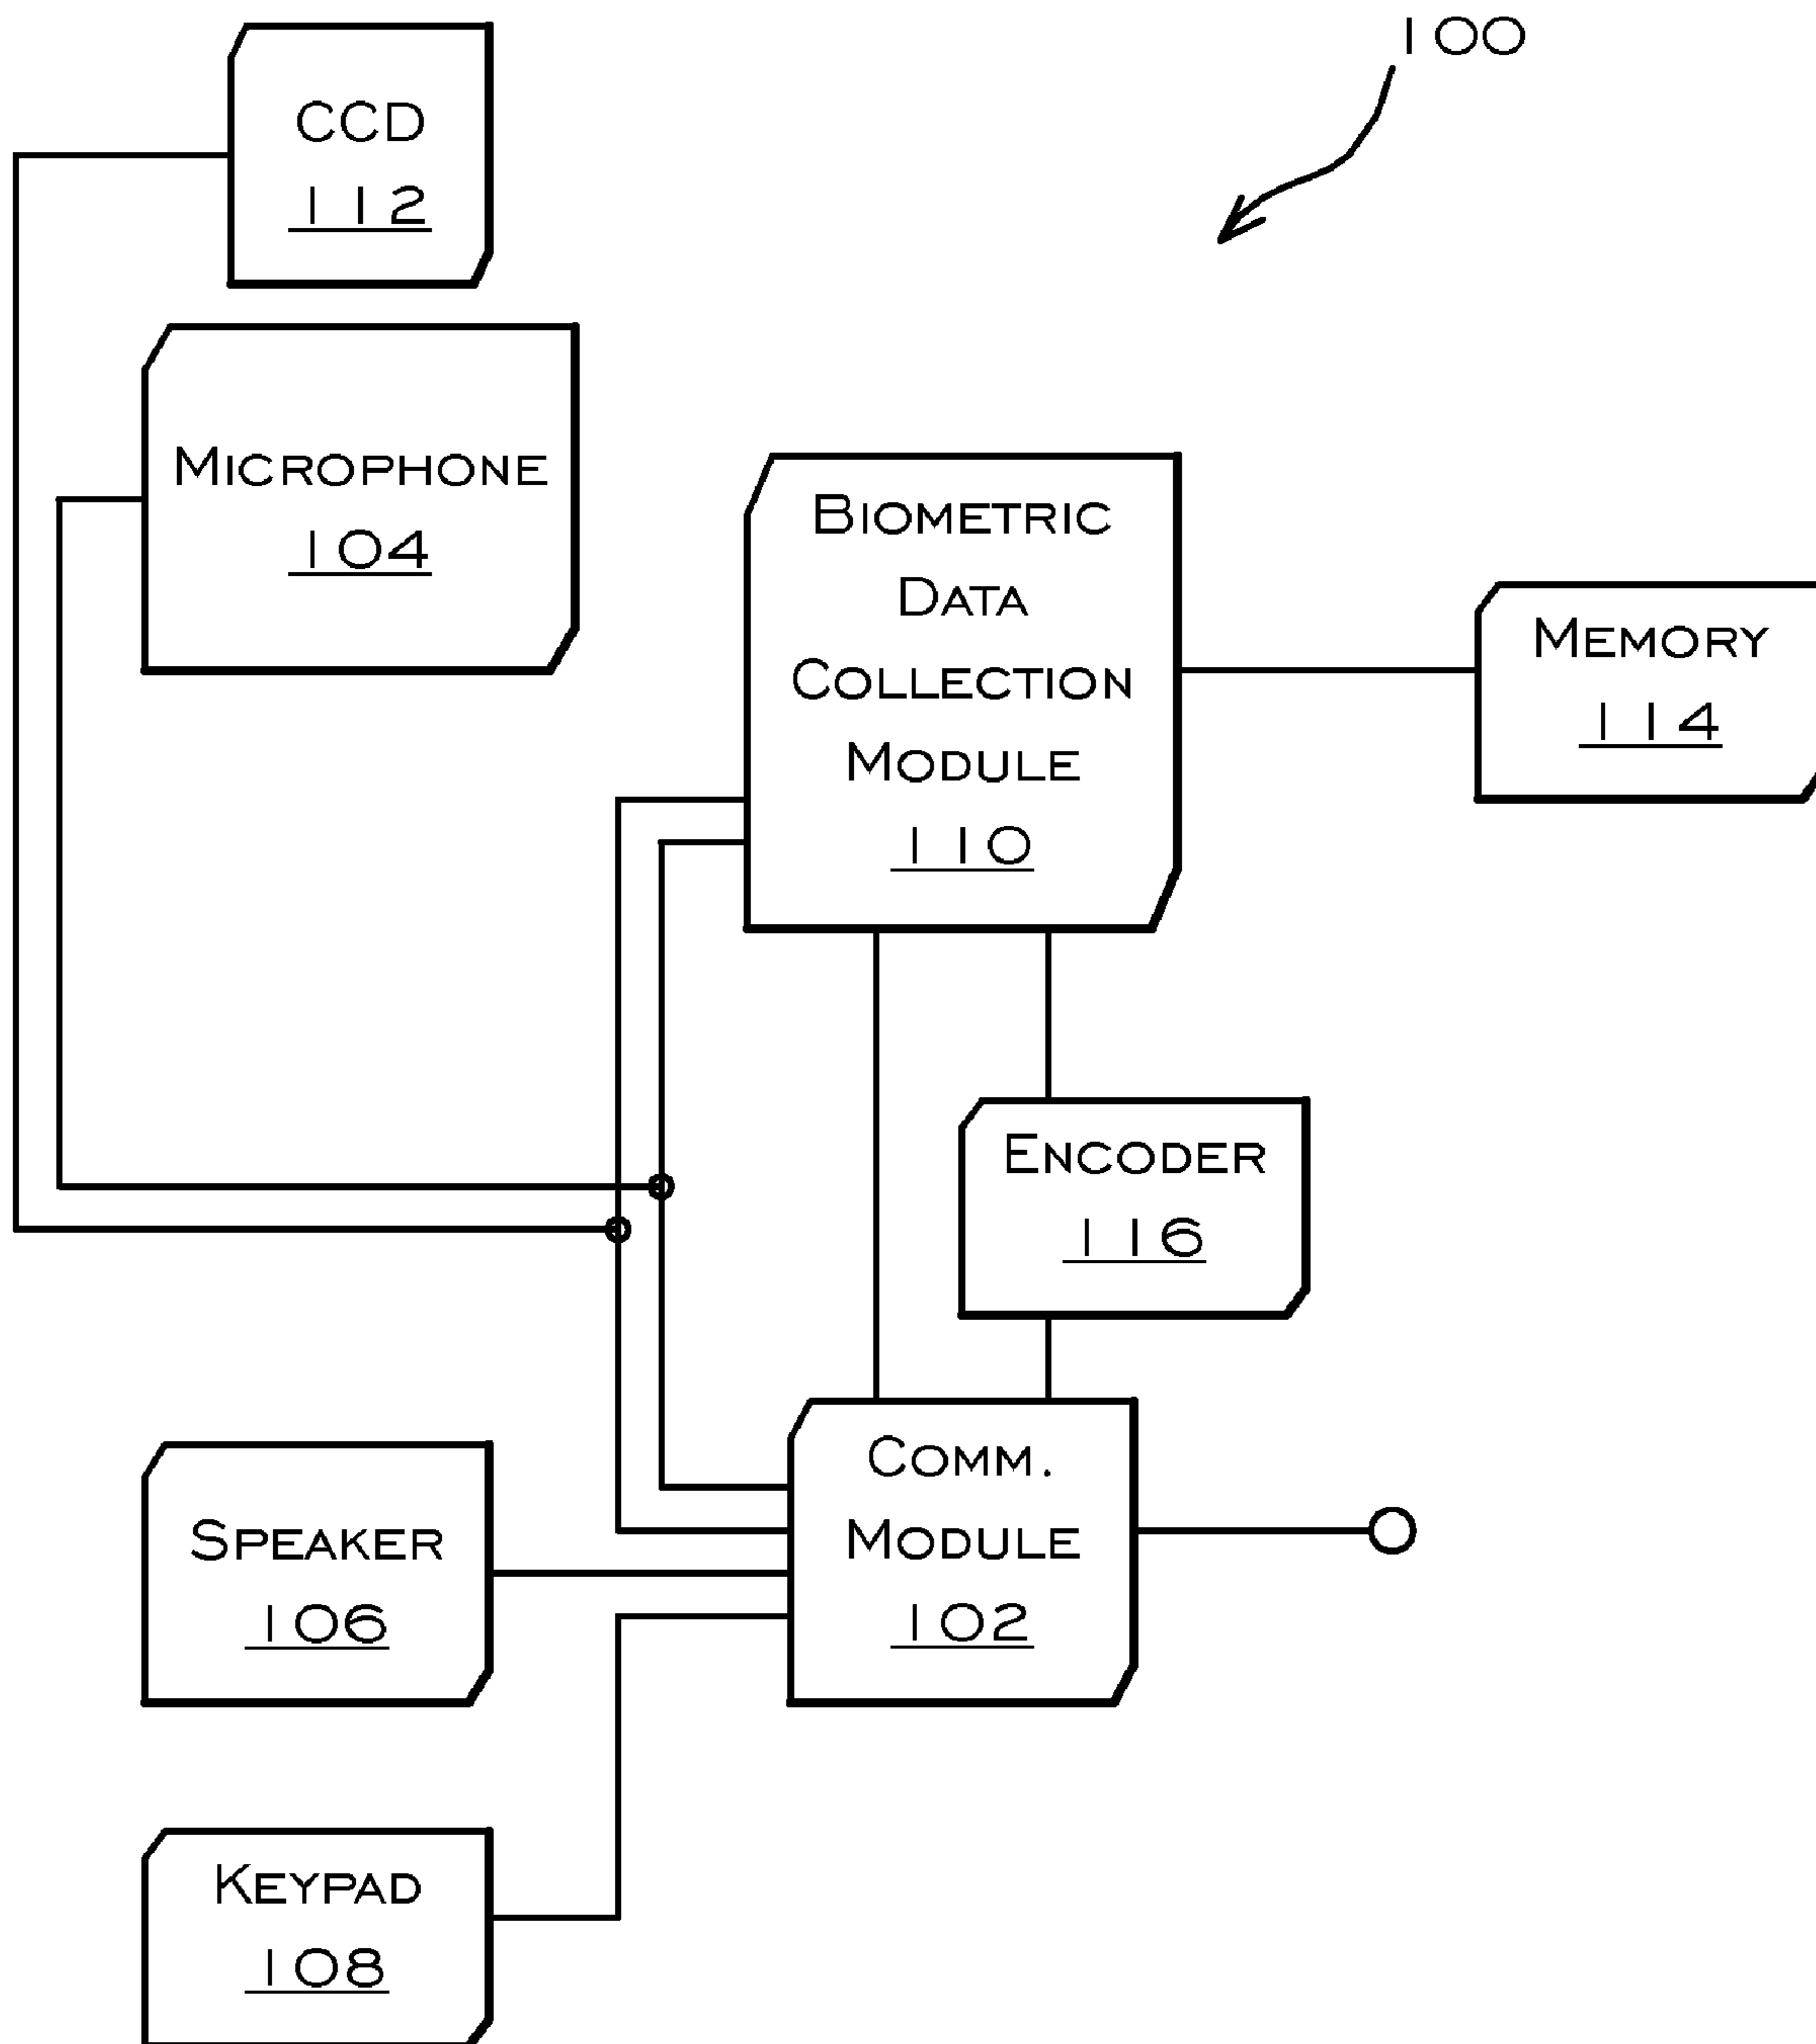 100
CCD
112
MICROPHONE
104
BIOMETRIC
DATA
COLLECTION
MODULE
110
MEMORY
114
ENCODER
116
COMM.
MODULE
102
SPEAKER
106
KEYPAD
108